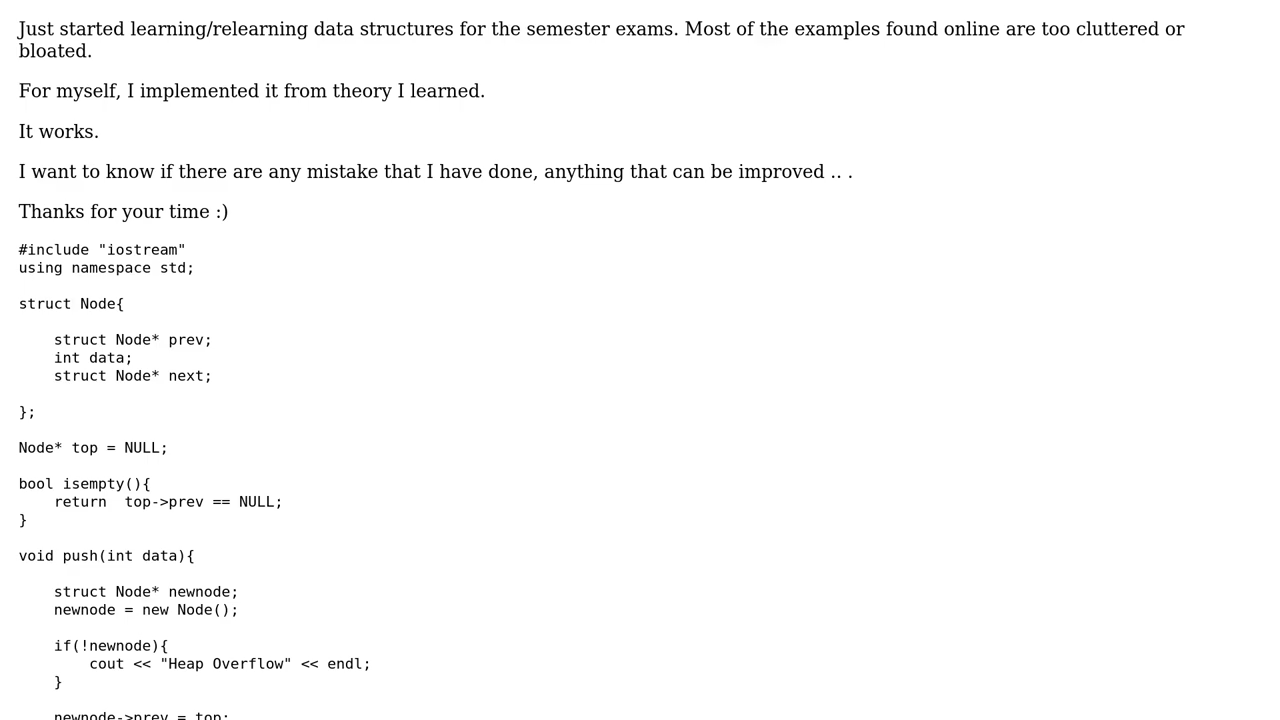 Just started learning/relearning data structures for the semester exams. Most of the examples found online are too cluttered or
bloated.
For myself, I implemented it from theory I learned.
It works.
I want to know if there are any mistake that I have done, anything that can be improved .. .
Thanks for your time :)
#include "iostream"
using namespace std;
struct Node{
    struct Node* prev;
    int data;
    struct Node* next;
};
Node* top = NULL;
bool isempty(){
    return  top->prev == NULL;
}
void push(int data){
    struct Node* newnode;
    newnode = new Node();
    if(!newnode){
        cout << "Heap Overflow" << endl;
    }
    newnode->prev = top;